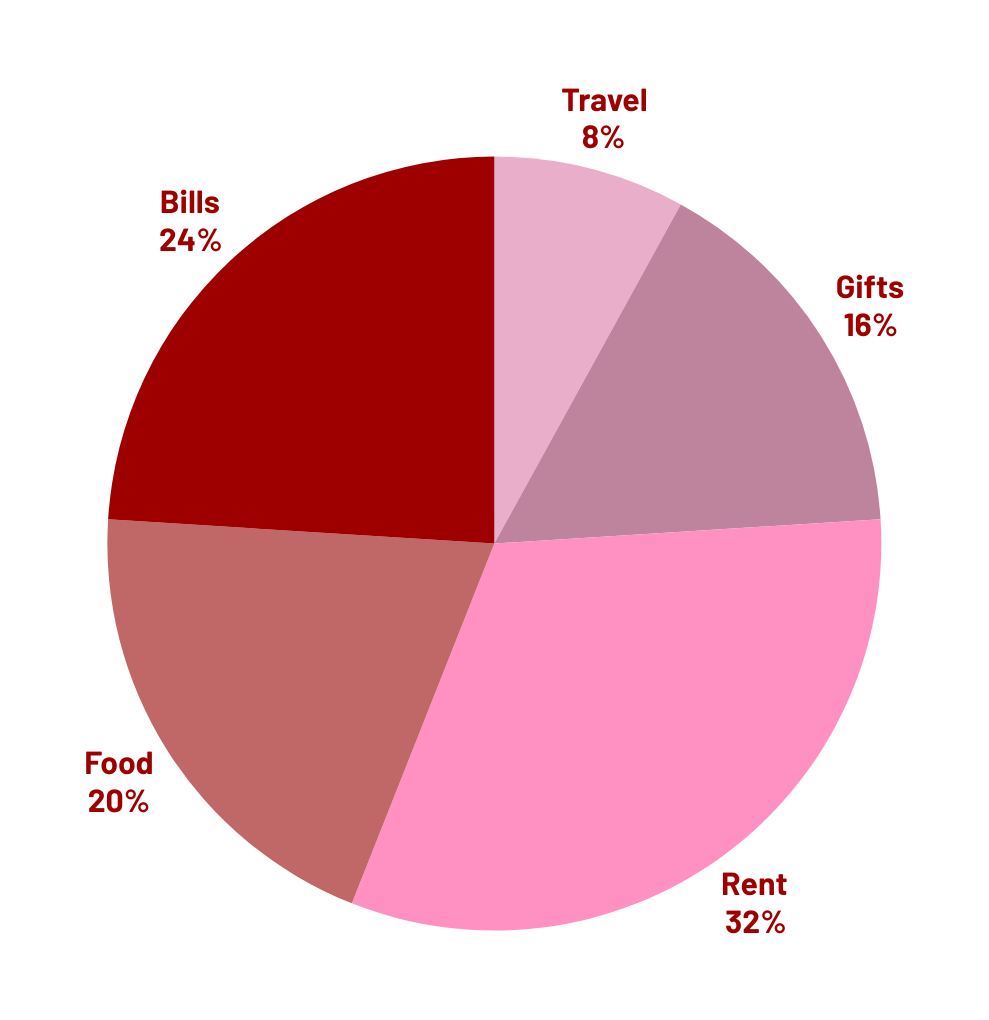 Travel
8%
Bills
24%
Gifts
16%
Food
20%
Rent
32%